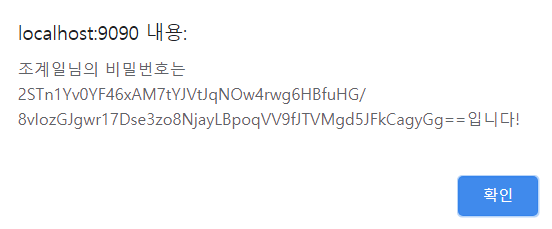 localhost:9090 내용:
조계일님의 비밀번호는
2STn1Yv0YF46xAM7tYJVtJqNOw4rwg6HBfuHG/
8vIozGJgwr17Dse3zo8NjayLBpoqVV9fJTVMgd5JFkCagyGg==입니다!
확인